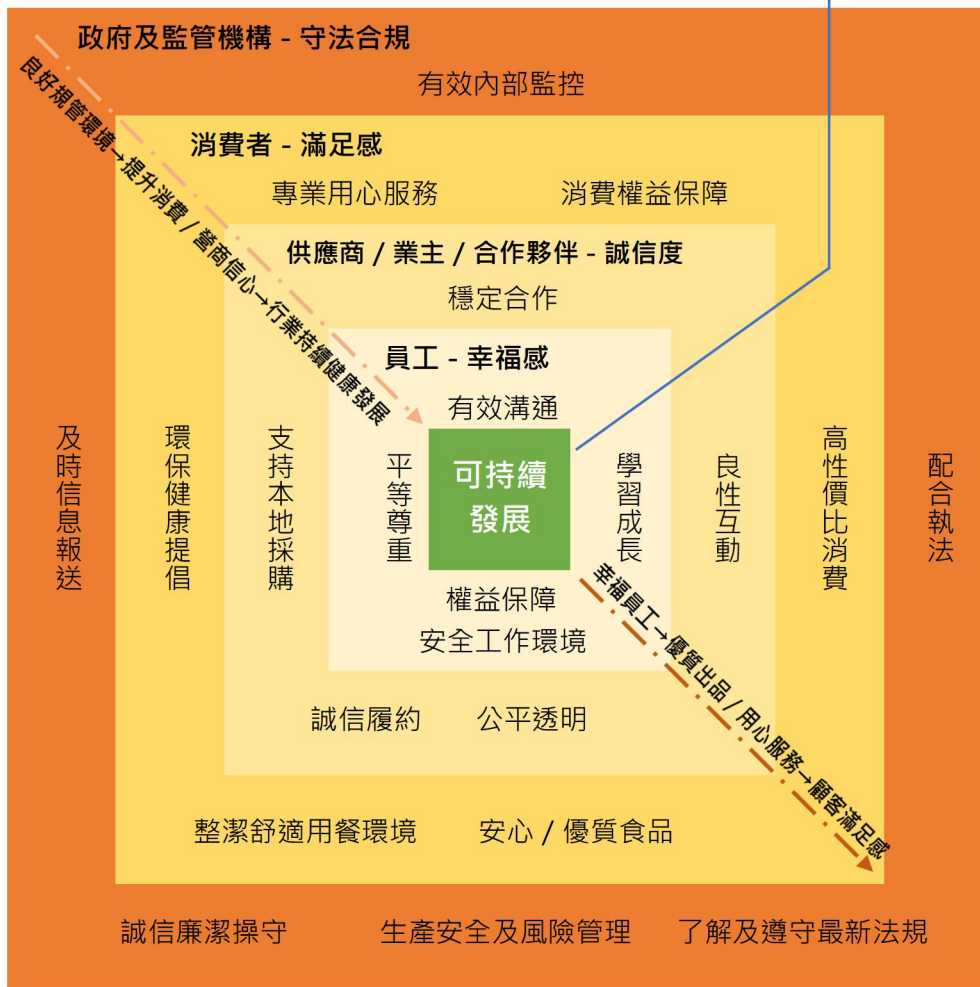 政府及監管機構 - 守法合規
有效內部監控
良好規管環境→提升消費 / 營商信心→行業持續健康發展
消費者 - 滿足感
專業用心服務
消費權益保障
供應商 / 業主 / 合作夥伴 - 誠信度
穩定合作
員工 - 幸福感
有效溝通
及時信息報送
環保健康提倡
支持本地採購
平等尊重
可持續
發展
學習成長
良性互動
高性價比消費
配合執法
權益保障
安全工作環境
幸福員工→優質出品 / 用心服務→顧客滿足感
誠信履約
公平透明
整潔舒適用餐環境
安心 / 優質食品
誠信廉潔操守
生產安全及風險管理
了解及遵守最新法規